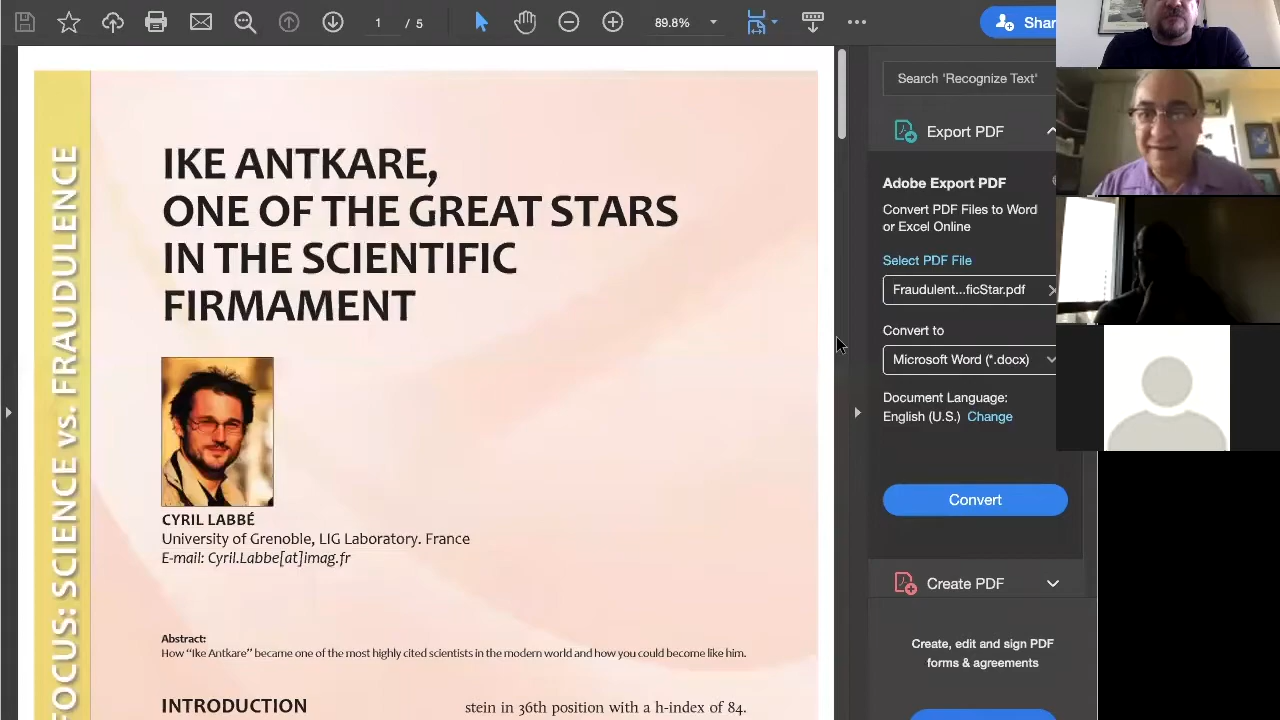 1 / 5
89.8%
Shar
FOCUS: SCIENCE vs. FRAUDULENCE
IKE ANTKARE,
ONE OF THE GREAT STARS
IN THE SCIENTIFIC
FIRMAMENT
CYRIL LABBÉ
University of Grenoble, LIG Laboratory. France
E-mail: Cyril.Labbe[at]imag.fr
Abstract:
How “Ike Antkare” became one of the most highly cited scientists in the modern world and how you could become like him.
INTRODUCTION
stein in 36th position with a h-index of 84.
Search 'Recognize Text'
Export PDF
Adobe Export PDF
Convert PDF Files to Word
or Excel Online
Select PDF File
Fraudulent...ficStar.pdf
Convert to
Microsoft Word (*.docx)
Document Language:
English (U.S.) Change
Convert
Create PDF
Create, edit and sign PDF
forms & agreements